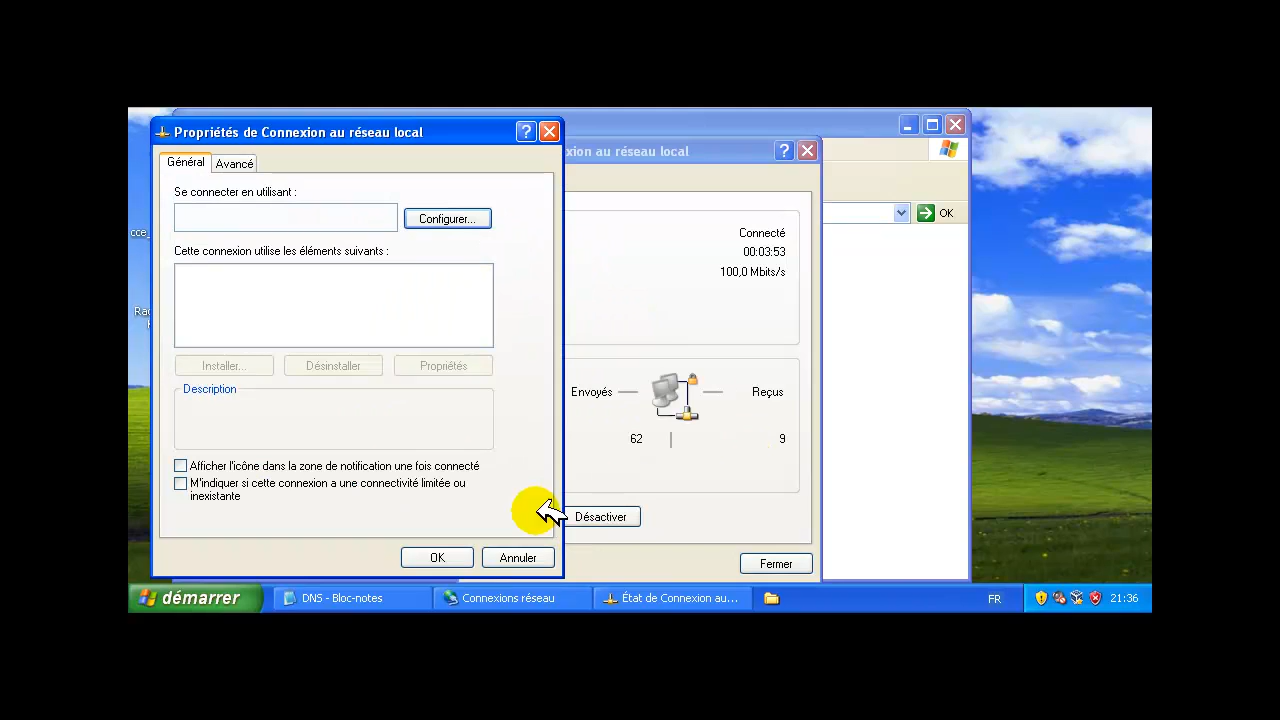 Propriétés de Connexion au réseau local
xion au réseau local
Général
Avancé
Se connecter en utilisant :
Configurer...
OK
Cette connexion utilise les éléments suivants :
Connecté
00:03:53
100,0 Mbits/s
Installer...
Désinstaller
Propriétés
Description
Envoyés
Reçus
62
9
Afficher l'icône dans la zone de notification une fois connecté
M'indiquer si cette connexion a une connectivité limitée ou
inexistante
Désactiver
OK
Annuler
Fermer
démarrer
DNS - Bloc-notes
Connexions réseau
État de Connexion au...
FR
21:36